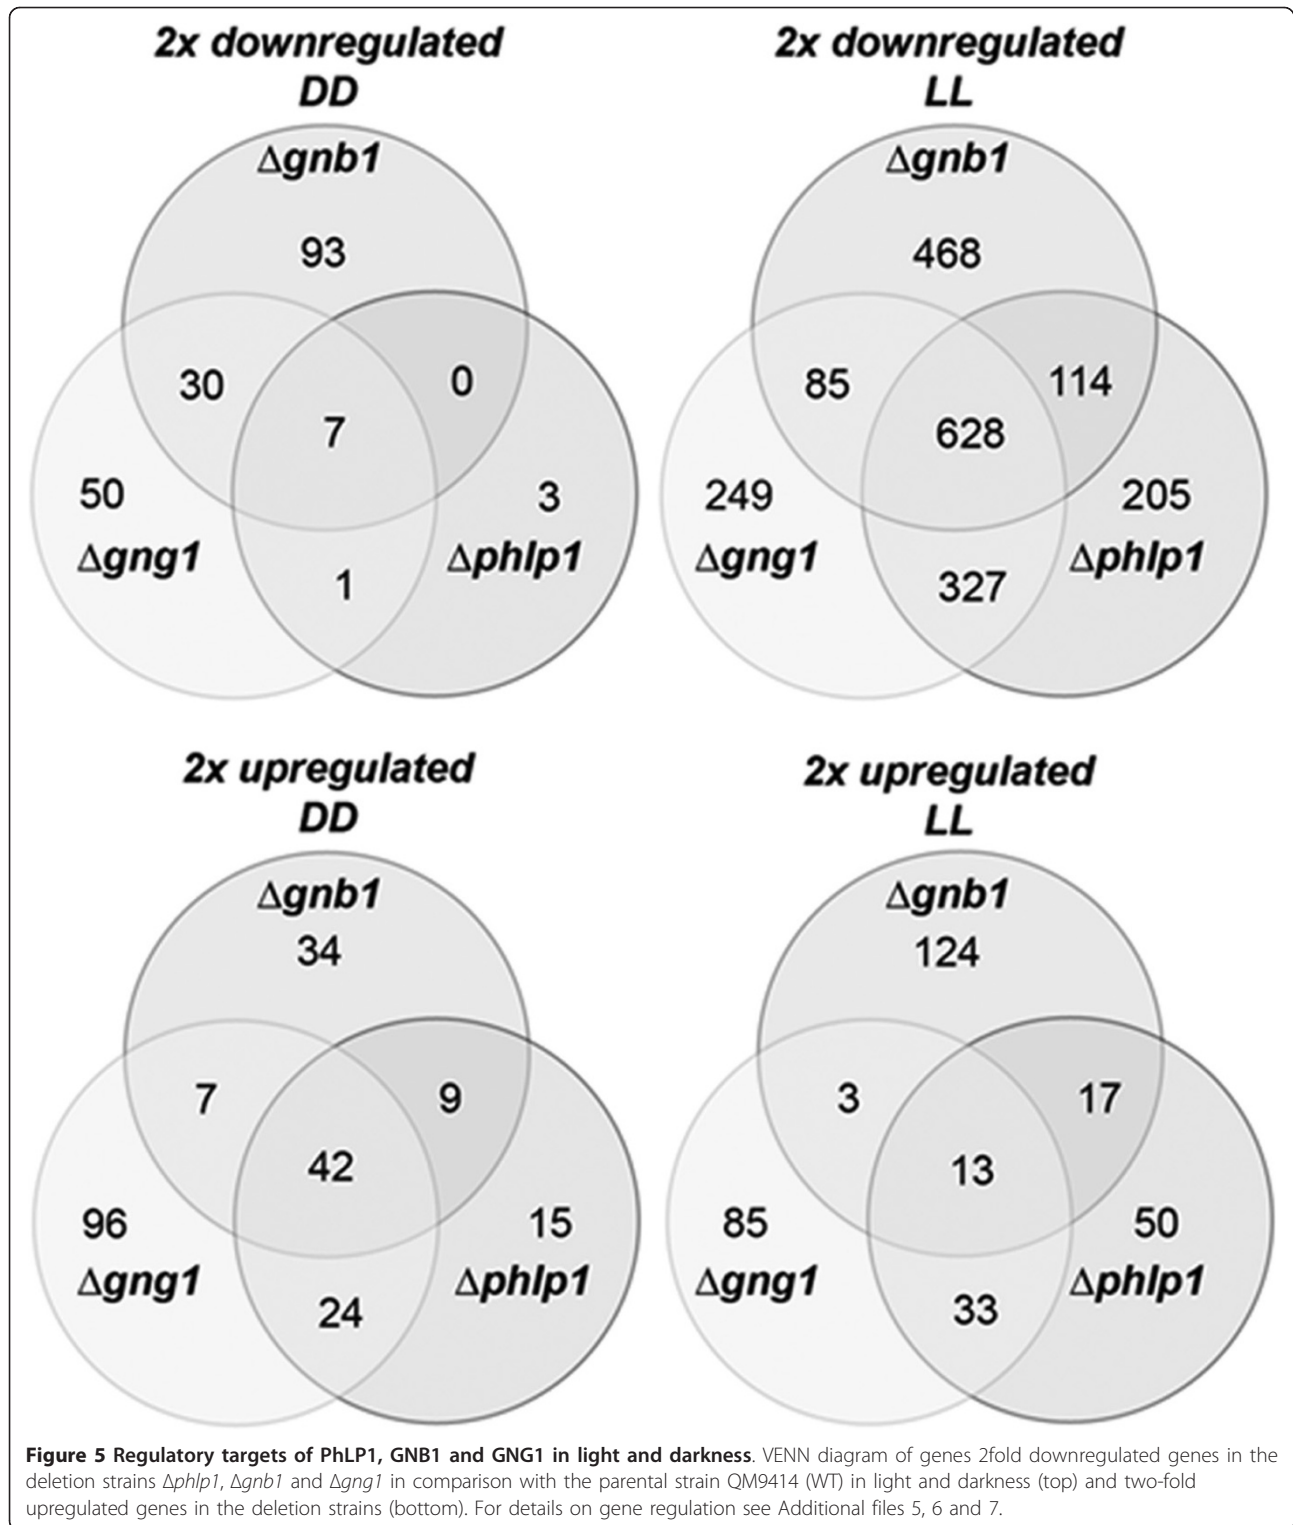 2x downregulated
DD
2x downregulated
LL
Δgnb1
93
30
0
7
50
3
Δgng1
Δphlp1
1
Δgnb1
468
85
114
628
249
205
Δgng1
Δphlp1
327
2x upregulated
DD
2x upregulated
LL
Δgnb1
34
7
9
42
96
15
Δgng1
Δphlp1
24
Δgnb1
124
3
17
13
85
50
Δgng1
Δphlp1
33
Figure 5 Regulatory targets of PhLP1, GNB1 and GNG1 in light and darkness. VENN diagram of genes 2fold downregulated genes in the
deletion strains Δphlp1, Δgnb1 and Δgng1 in comparison with the parental strain QM9414 (WT) in light and darkness (top) and two-fold
upregulated genes in the deletion strains (bottom). For details on gene regulation see Additional files 5, 6 and 7.